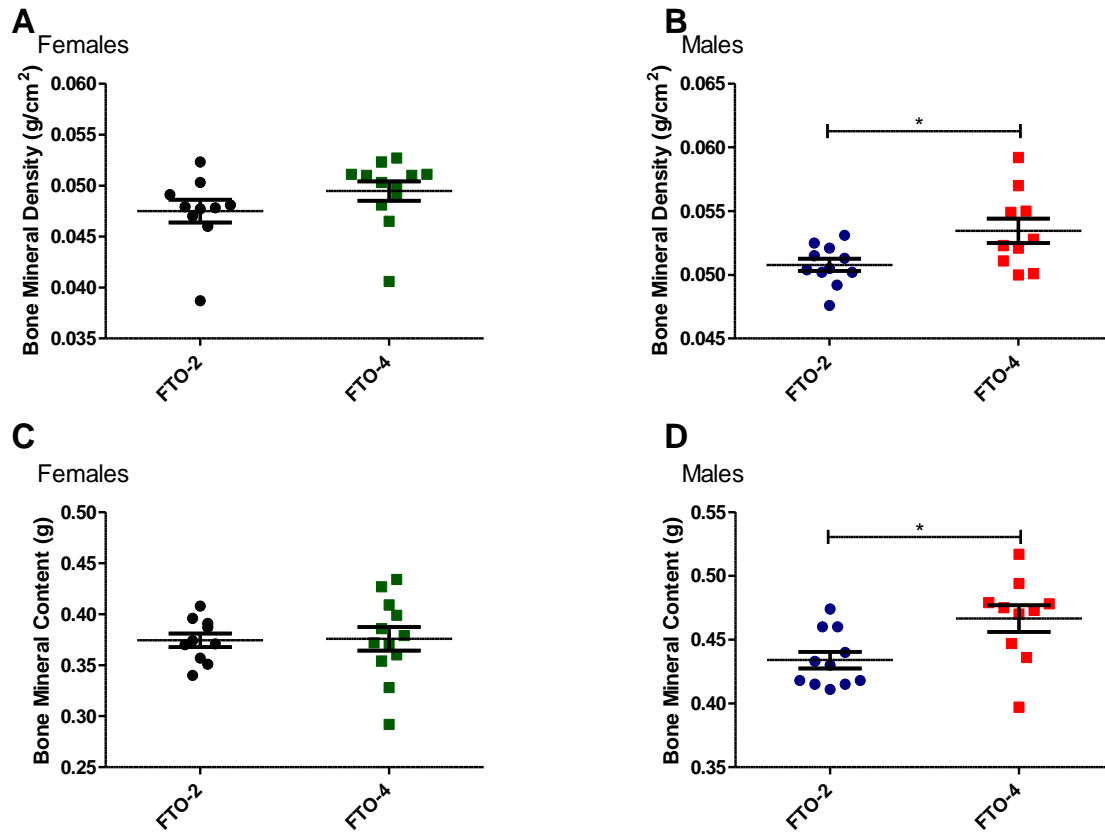 A
Females
Bone Mineral Density (g/cm²)
0.060
0.055
0.050
0.045
0.040
0.035
FTO-2
FTO-4
B
Males
Bone Mineral Density (g/cm²)
0.065
0.060
0.055
0.050
0.045
*
FTO-2
FTO-4
C
Females
Bone Mineral Content (g)
0.50
0.45
0.40
0.35
0.30
0.25
FTO-2
FTO-4
D
Males
Bone Mineral Content (g)
0.55
0.50
0.45
0.40
0.35
*
FTO-2
FTO-4